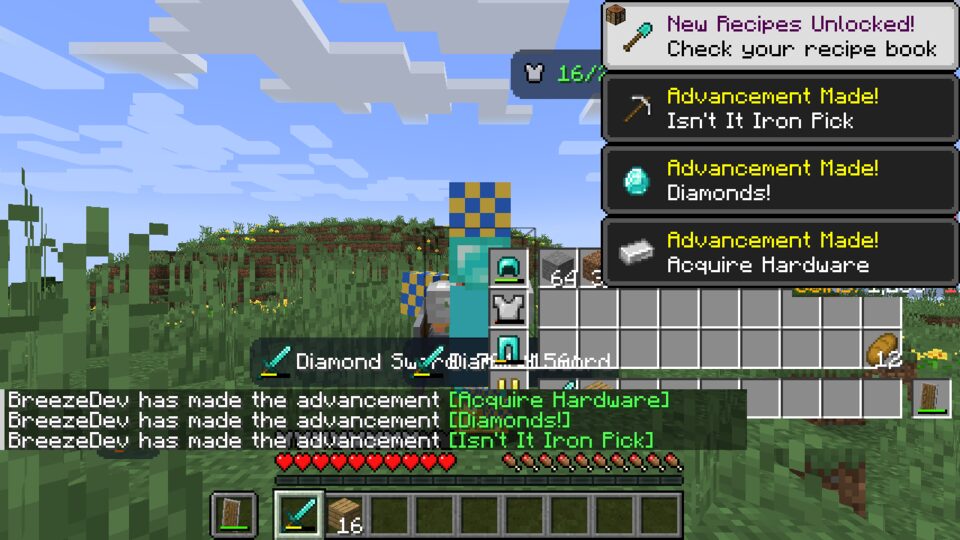 New Recipes Unlocked!
Check your recipe book
16/
Advancement Made!
Isn't It Iron Pick
Advancement Made!
Diamonds!
Advancement Made!
Acquire Hardware
64
12
Diamond
BreezeDev has made the advancement [Acquire Hardware]
BreezeDev has made the advancement [Diamonds!]
BreezeDev has made the advancement [Isn't It Iron Pick]
16